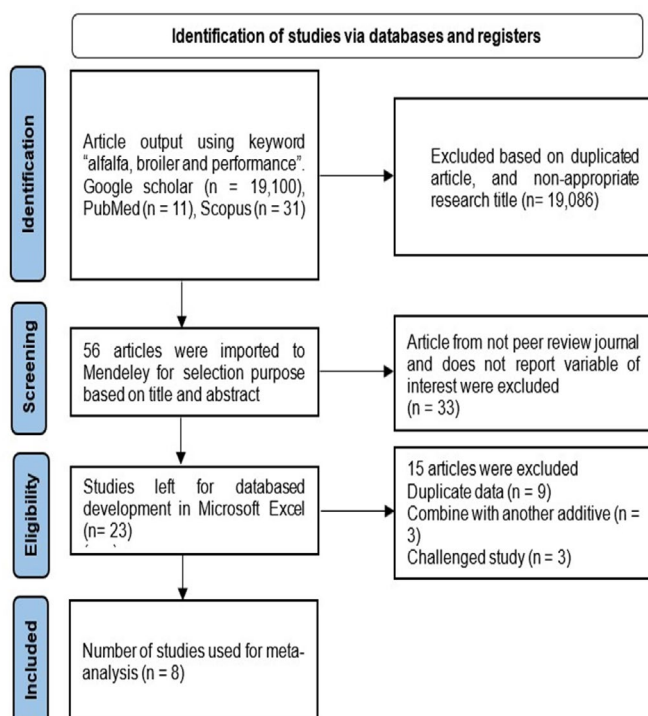 Identification of studies via databases and registers
Identification
Article output using keyword
"alfalfa, broiler and performance".
Google scholar (n = 19,100),
PubMed (n = 11), Scopus (n = 31)
Excluded based on duplicated
article, and non-appropriate
research title (n= 19,086)
Screening
56 articles were imported to
Mendeley for selection purpose
based on title and abstract
Article from not peer review journal
and does not report variable of
interest were excluded
(n = 33)
Eligibility
Studies left for databased
development in Microsoft Excel
(n= 23)
15 articles were excluded
Duplicate data (n = 9)
Combine with another additive (n =
3)
Challenged study (n = 3)
Included
Number of studies used for meta-
analysis (n = 8)